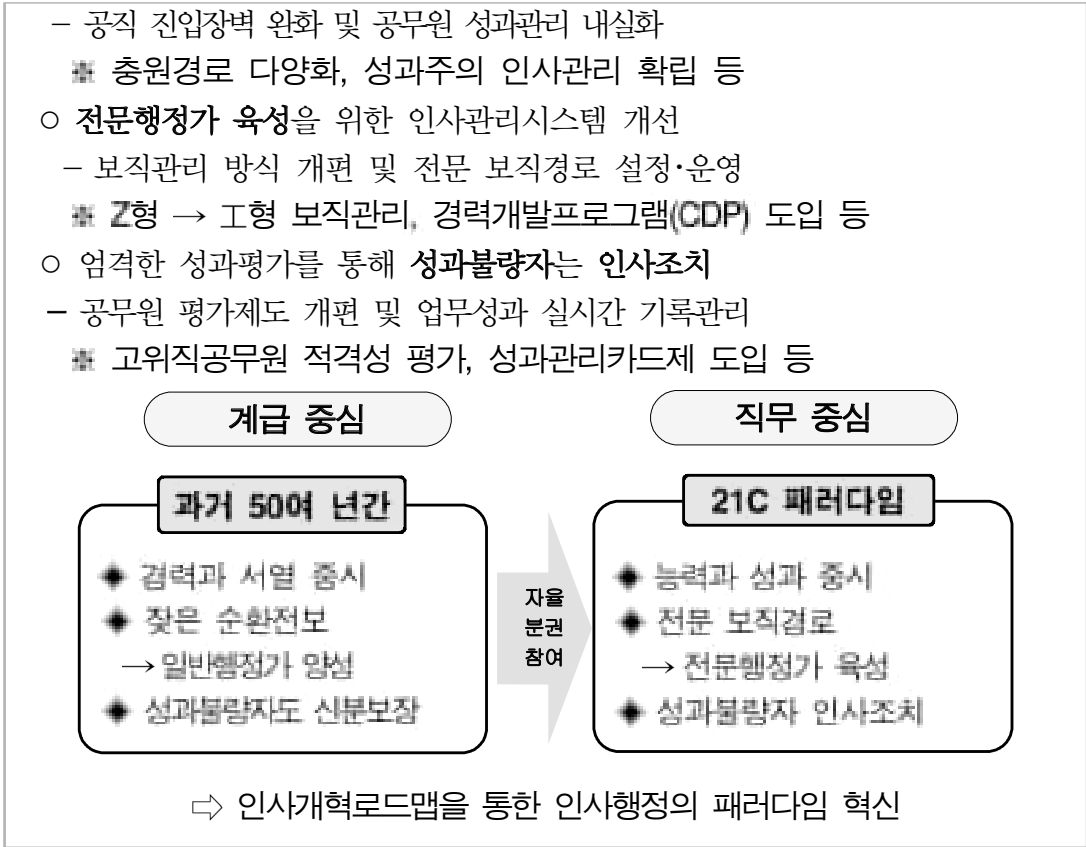 – 공직 진입장벽 완화 및 공무원 성과관리 내실화
※ 충원경로 다양화, 성과주의 인사관리 확립 등
○ 전문행정가 육성을 위한 인사관리시스템 개선
– 보직관리 방식 개편 및 전문 보직경로 설정·운영
※ Z형 → 工형 보직관리, 경력개발프로그램(CDP) 도입 등
○ 엄격한 성과평가를 통해 성과불량자는 인사조치
– 공무원 평가제도 개편 및 업무성과 실시간 기록관리
※ 고위직공무원 적격성 평가, 성과관리카드제 도입 등
계급 중심
과거 50여 년간
◆ 경력과 서열 중시
◆ 잦은 순환전보
→ 일반행정가 양성
◆ 성과불량자도 신분보장
자율
분권
참여
직무 중심
21C 패러다임
◆ 능력과 성과 중시
◆ 전문 보직경로
→ 전문행정가 육성
◆ 성과불량자 인사조치
⇨ 인사개혁로드맵을 통한 인사행정의 패러다임 혁신